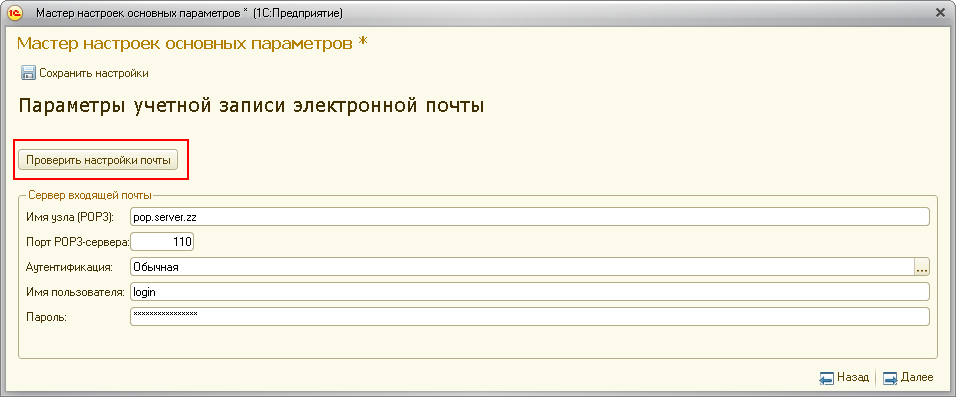 1С Мастер настроек основных параметров * (1С:Предприятие)
Мастер настроек основных параметров *
Сохранить настройки
Параметры учетной записи электронной почты
Проверить настройки почты
Сервер входящей почты
Имя узла (POP3): pop.server.zz
Порт POP3-сервера: 110
Аутентификация: Обычная ...
Имя пользователя: login
Пароль: ****************
Назад Далее